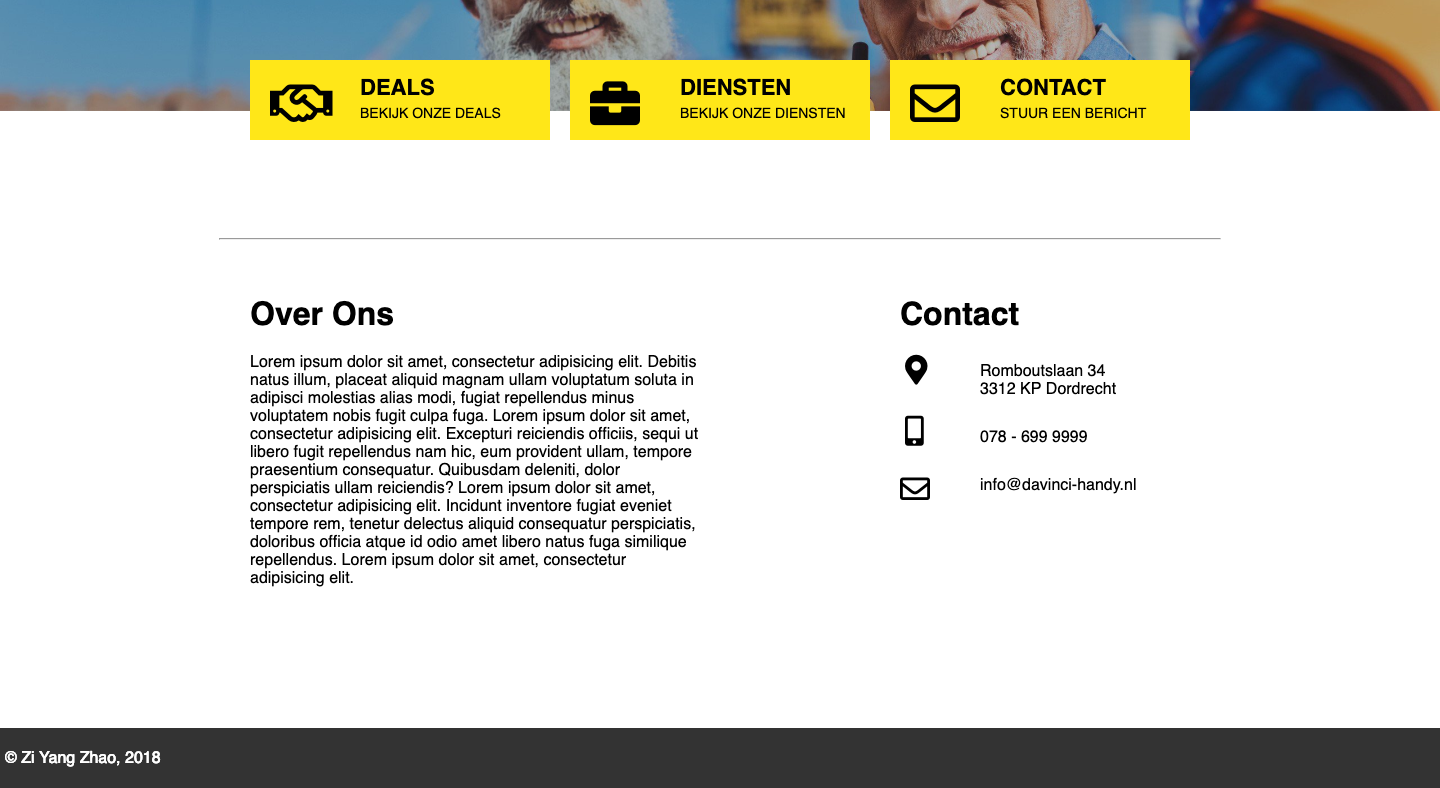 DEALS
BEKIJK ONZE DEALS
DIENSTEN
BEKIJK ONZE DIENSTEN
CONTACT
STUUR EEN BERICHT
Over Ons
Lorem ipsum dolor sit amet, consectetur adipisicing elit. Debitis
natus illum, placeat aliquid magnam ullam voluptatum soluta in
adipisci molestias alias modi, fugiat repellendus minus
voluptatem nobis fugit culpa fuga. Lorem ipsum dolor sit amet,
consectetur adipisicing elit. Excepturi reiciendis officiis, sequi ut
libero fugit repellendus nam hic, eum provident ullam, tempore
praesentium consequatur. Quibusdam deleniti, dolor
perspiciatis ullam reiciendis? Lorem ipsum dolor sit amet,
consectetur adipisicing elit. Incidunt inventore fugiat eveniet
tempore rem, tenetur delectus aliquid consequatur perspiciatis,
doloribus officia atque id odio amet libero natus fuga similique
repellendus. Lorem ipsum dolor sit amet, consectetur
adipisicing elit.
Contact
Romboutslaan 34
3312 KP Dordrecht
078 - 699 9999
info@davinci-handy.nl
© Zi Yang Zhao, 2018